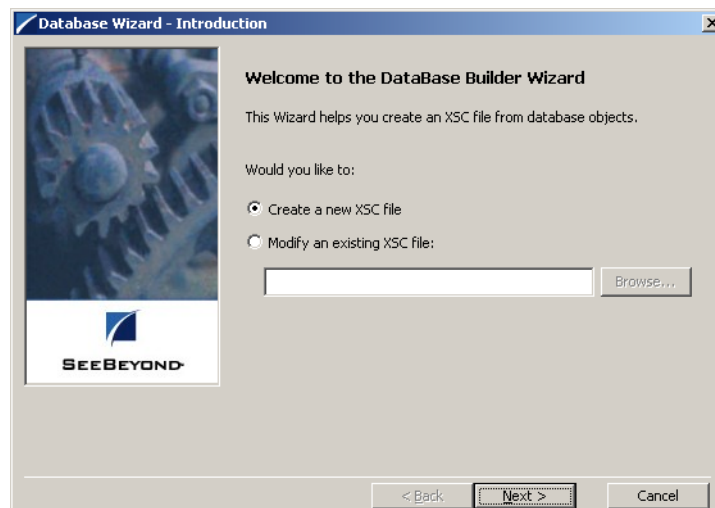 Database Wizard - Introduction
Welcome to the DataBase Builder Wizard
This Wizard helps you create an XSC file from database objects.
Would you like to:
Create a new XSC file
Modify an existing XSC file:
Browse...
SEEBEYOND
< Back
Next >
Cancel